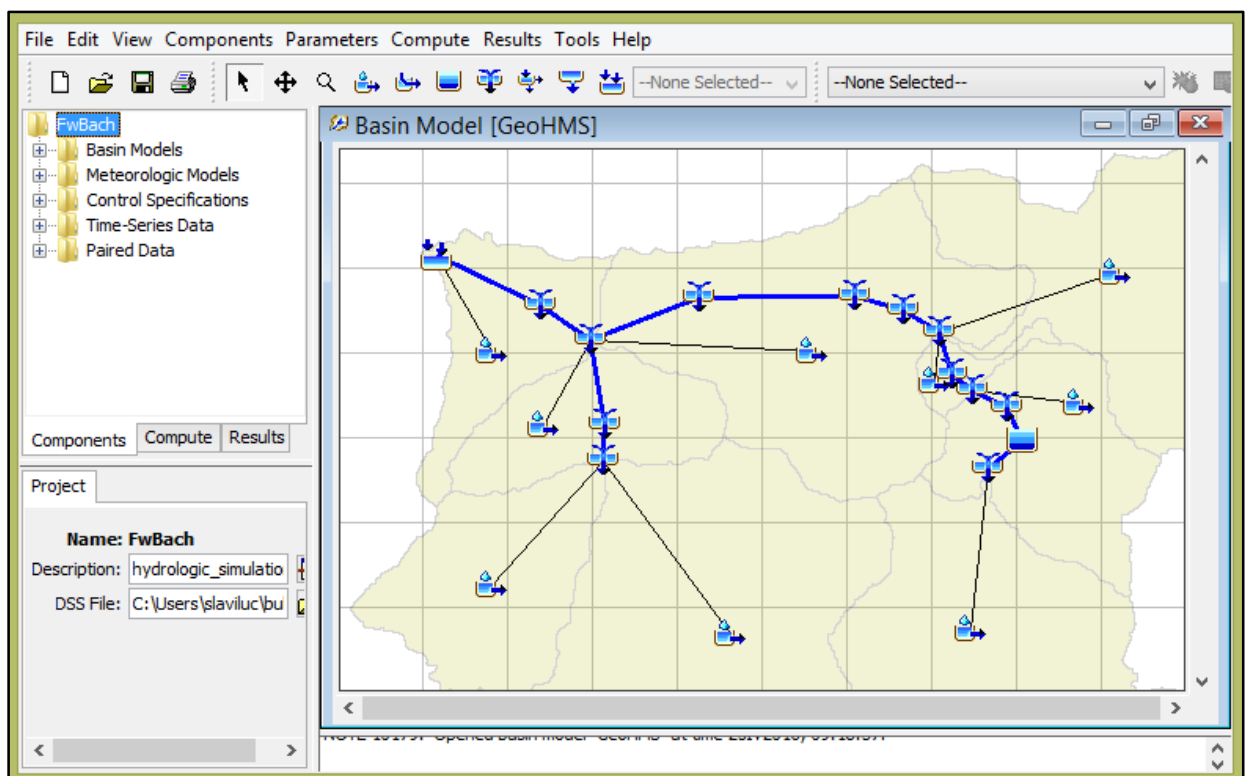 File Edit View Components Parameters Compute Results Tools Help
--None Selected-- --None Selected--
FwBach
Basin Models
Meteorologic Models
Control Specifications
Time-Series Data
Paired Data
Components Compute Results
Basin Model [GeoHMS]
Project
Name: FwBach
Description: hydrologic_simulatio
DSS File: C:\Users\slaviluc\bu